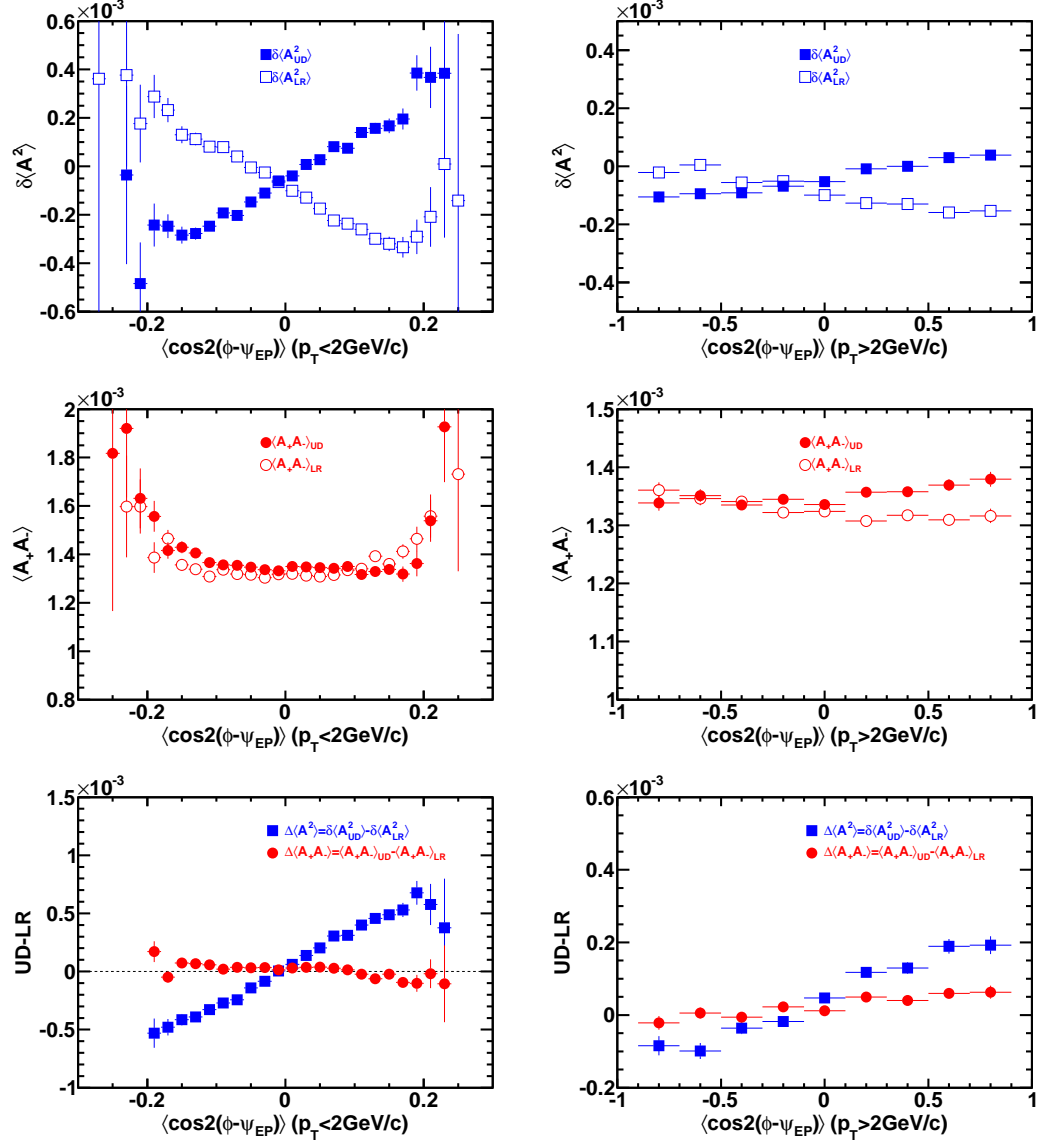 ×10⁻³
0.6
0.4
0.2
0
-0.2
-0.4
-0.6
δ⟨A²⟩
δ⟨A²_UD⟩
δ⟨A²_LR⟩
-0.2 0 0.2
⟨cos2(ϕ-ψ_EP)⟩ (p_T<2GeV/c)
×10⁻³
0.4
0.2
0
-0.2
-0.4
δ⟨A²⟩
δ⟨A²_UD⟩
δ⟨A²_LR⟩
-1 -0.5 0 0.5 1
⟨cos2(ϕ-ψ_EP)⟩ (p_T>2GeV/c)
×10⁻³
2
1.8
1.6
1.4
1.2
1
0.8
⟨A₊A₋⟩
⟨A₊A₋⟩_UD
⟨A₊A₋⟩_LR
-0.2 0 0.2
⟨cos2(ϕ-ψ_EP)⟩ (p_T<2GeV/c)
×10⁻³
1.5
1.4
1.3
1.2
1.1
1
⟨A₊A₋⟩
⟨A₊A₋⟩_UD
⟨A₊A₋⟩_LR
-1 -0.5 0 0.5 1
⟨cos2(ϕ-ψ_EP)⟩ (p_T>2GeV/c)
×10⁻³
1.5
1
0.5
0
-0.5
-1
UD-LR
Δ⟨A²⟩=δ⟨A²_UD⟩-δ⟨A²_LR⟩
Δ⟨A₊A₋⟩=⟨A₊A₋⟩_UD-⟨A₊A₋⟩_LR
-0.2 0 0.2
⟨cos2(ϕ-ψ_EP)⟩ (p_T<2GeV/c)
×10⁻³
0.6
0.4
0.2
0
-0.2
UD-LR
Δ⟨A²⟩=δ⟨A²_UD⟩-δ⟨A²_LR⟩
Δ⟨A₊A₋⟩=⟨A₊A₋⟩_UD-⟨A₊A₋⟩_LR
-1 -0.5 0 0.5 1
⟨cos2(ϕ-ψ_EP)⟩ (p_T>2GeV/c)